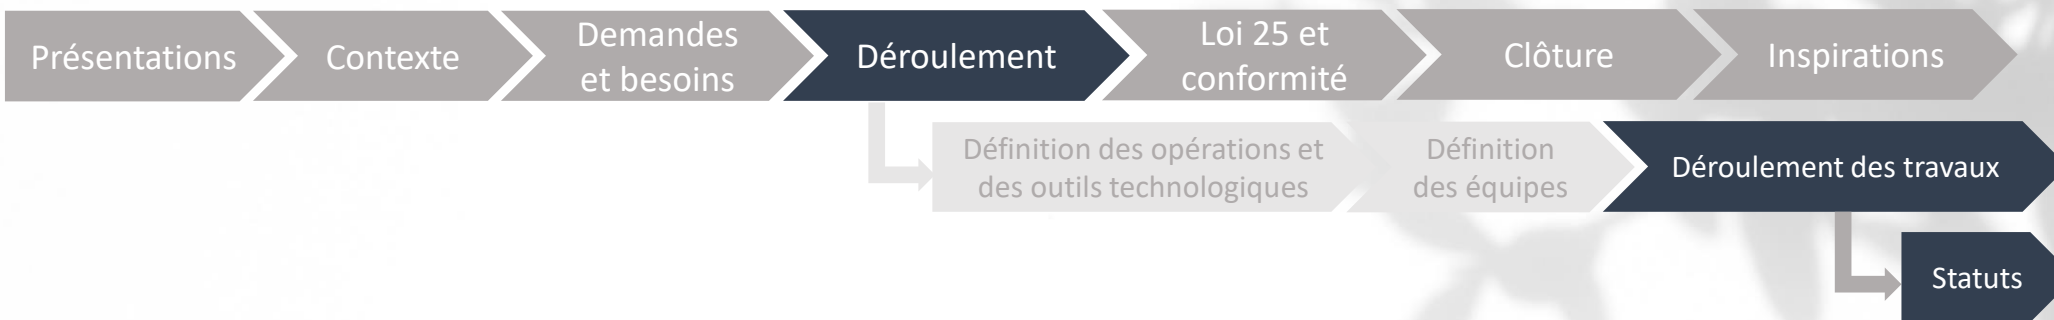 Présentations
Contexte
Demandes
et besoins
Déroulement
Loi 25 et
conformité
Clôture
Inspirations
Définition des opérations et
des outils technologiques
Définition
des équipes
Déroulement des travaux
Statuts